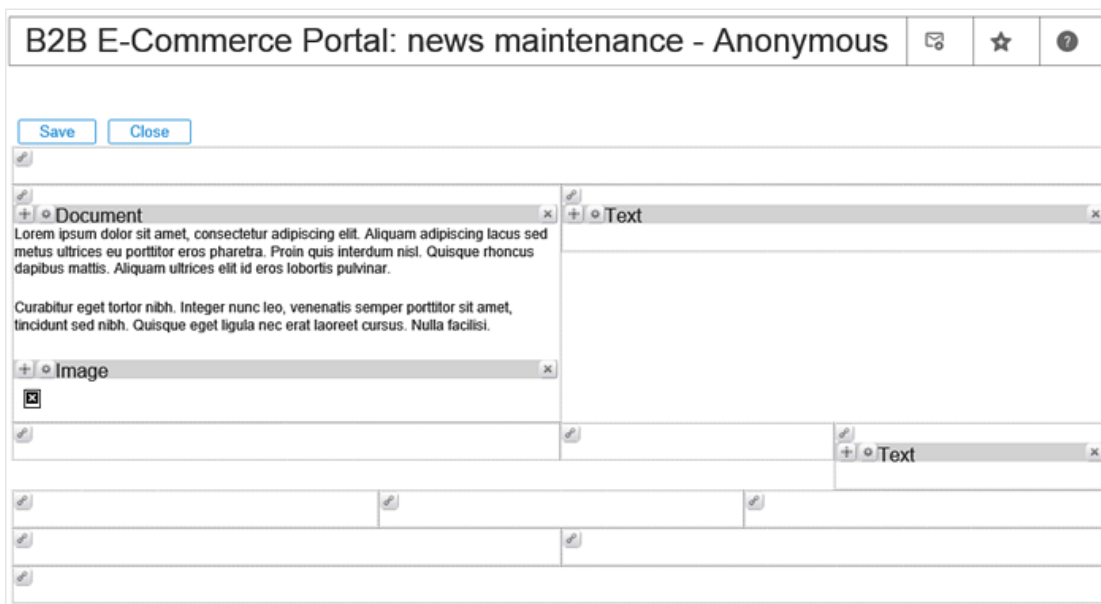 B2B E-Commerce Portal: news maintenance - Anonymous
Save Close
Document
Text
Lorem ipsum dolor sit amet, consectetur adipiscing elit. Aliquam adipiscing lacus sed
metus ultrices eu porttitor eros pharetra. Proin quis interdum nisl. Quisque rhoncus
dapibus mattis. Aliquam ultrices elit id eros lobortis pulvinar.
Curabitur eget tortor nibh. Integer nunc leo, venenatis semper porttitor sit amet,
tincidunt sed nibh. Quisque eget ligula nec erat laoreet cursus. Nulla facilisi.
Image
Text